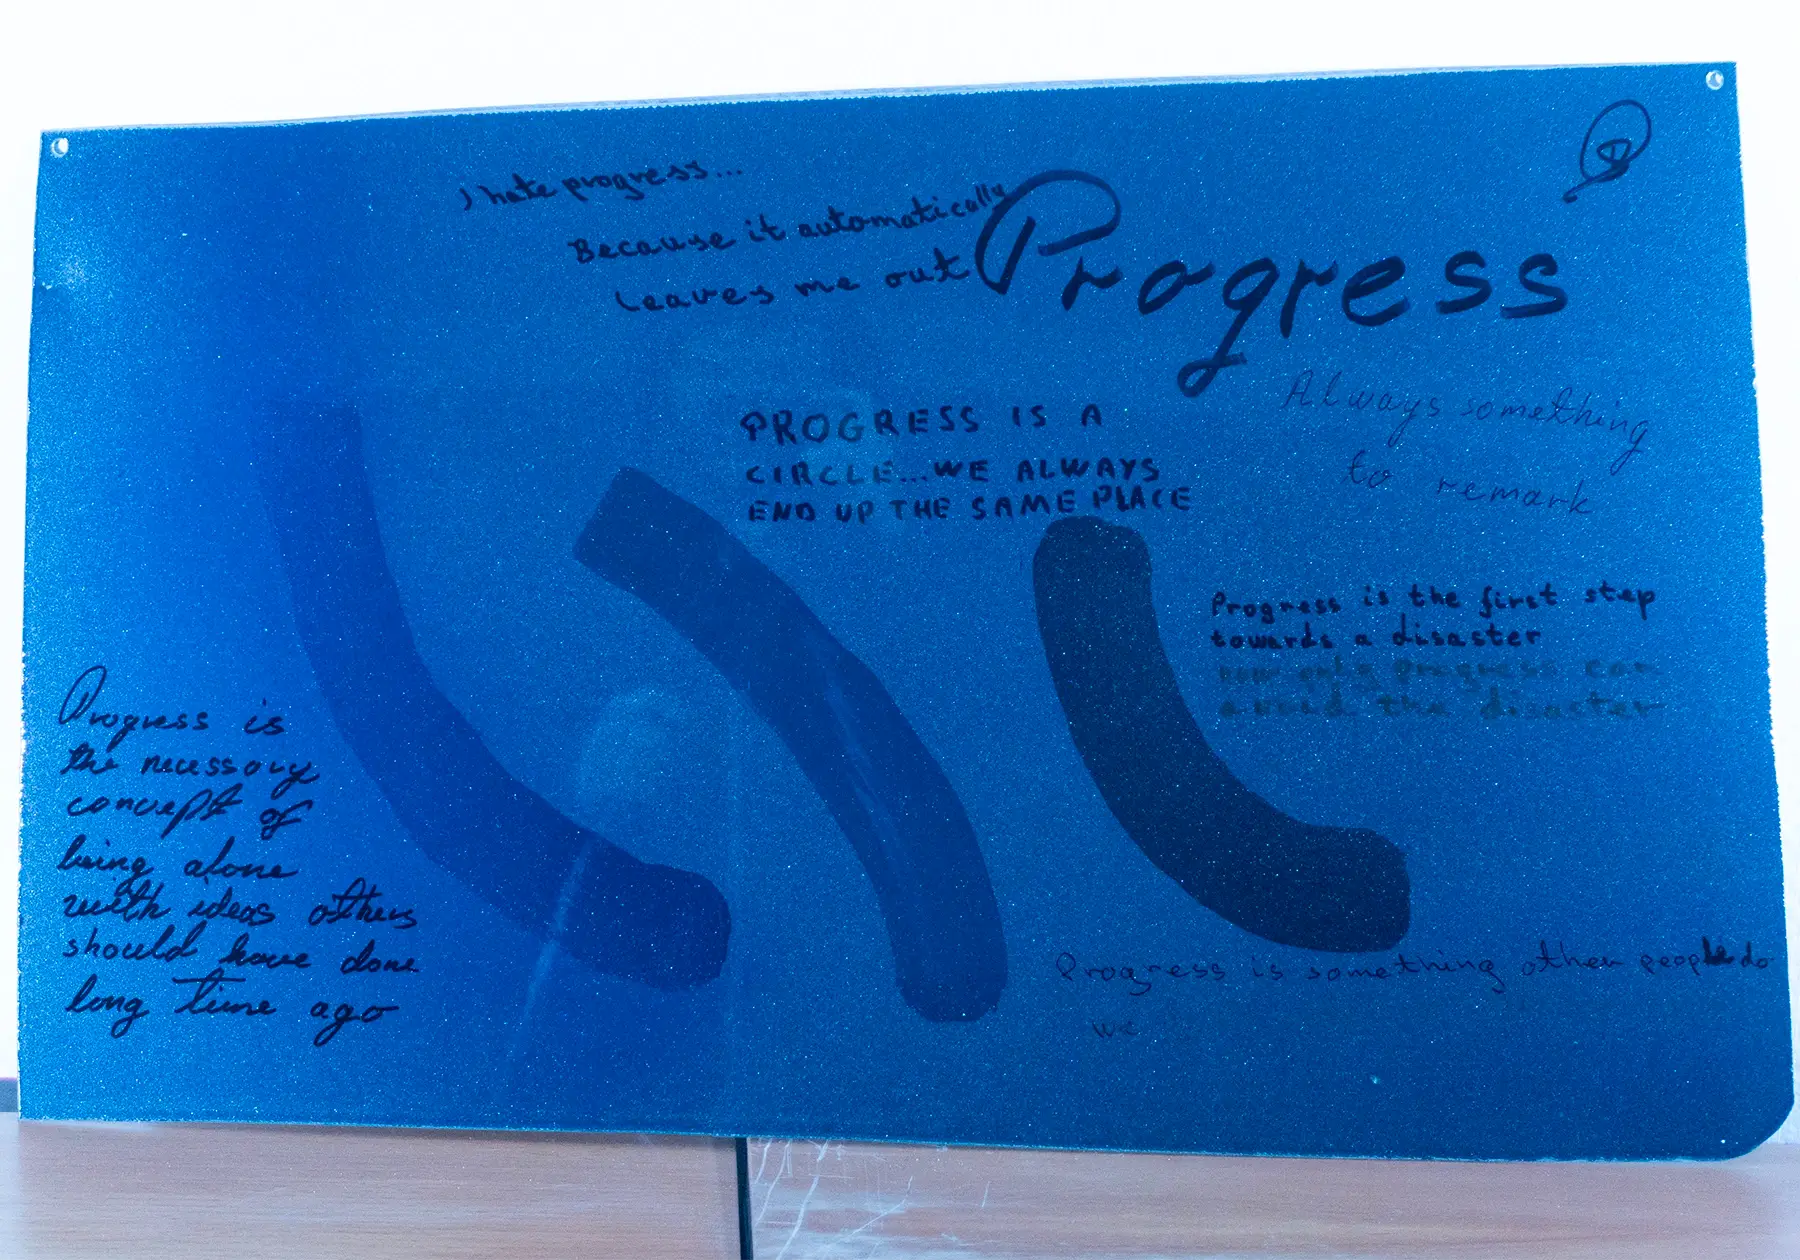 I hate progress...
Because it automatically
leaves me out
Progress
Always something
to remark
PROGRESS IS A
CIRCLE...WE ALWAYS
END UP THE SAME PLACE
Progress is the first step
towards a disaster
now only progress can
avoid the disaster
Progress is
the necessary
concept of
being alone
with ideas others
should have done
long time ago
Progress is something other people do
we